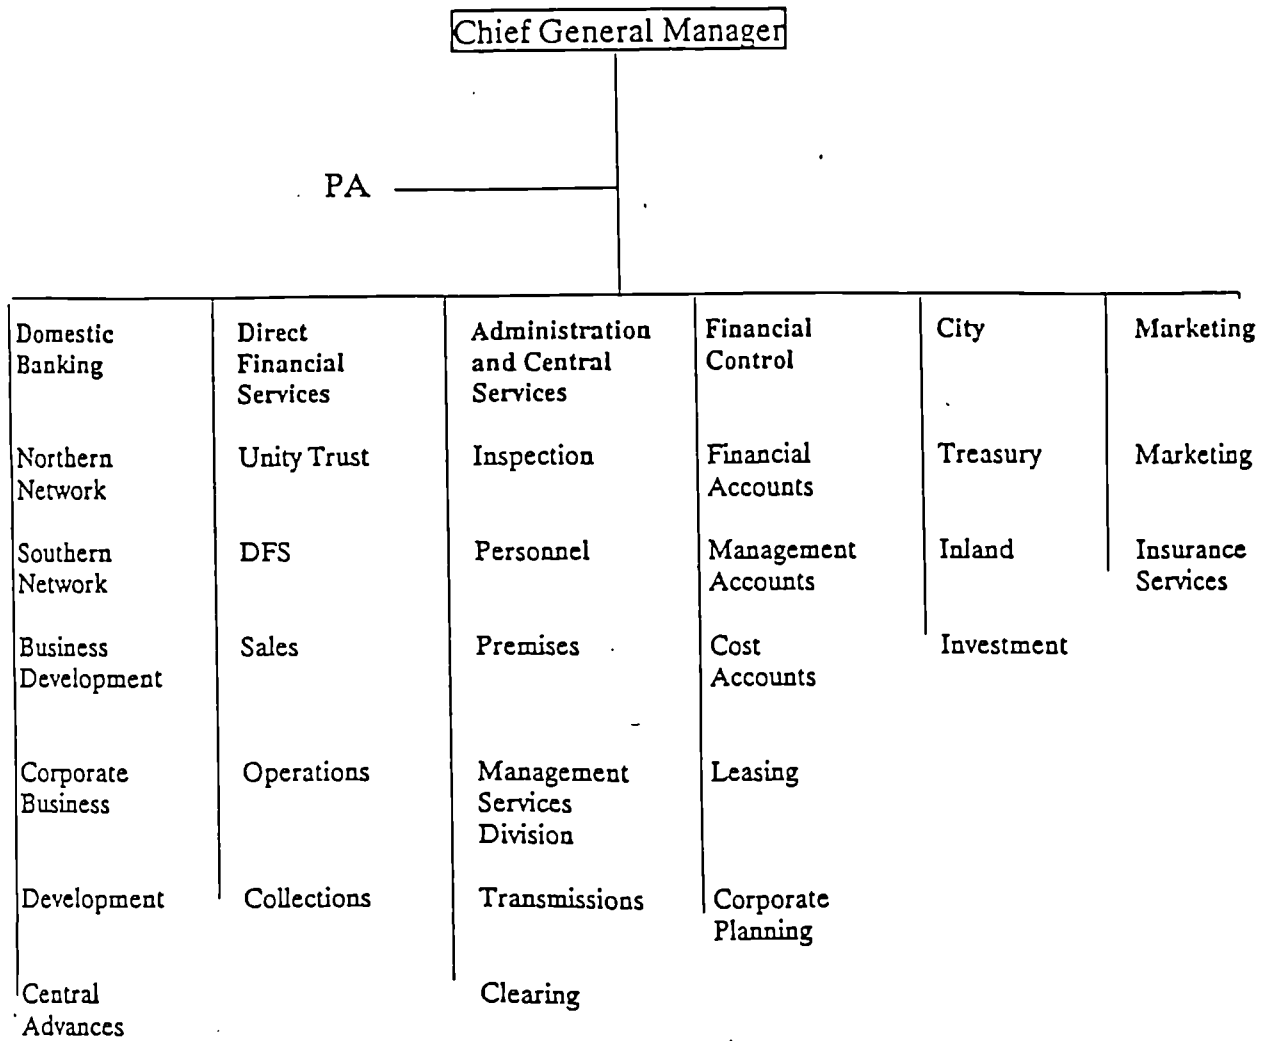 Chief General Manager
PA
Domestic
Banking
Northern
Network
Southern
Network
Business
Development
Corporate
Business
Development
Central
Advances
Direct
Financial
Services
Unity Trust
DFS
Sales
Operations
Collections
Administration
and Central
Services
Inspection
Personnel
Premises
Management
Services
Division
Transmissions
Clearing
Financial
Control
Financial
Accounts
Management
Accounts
Cost
Accounts
Leasing
Corporate
Planning
City
Treasury
Inland
Investment
Marketing
Marketing
Insurance
Services